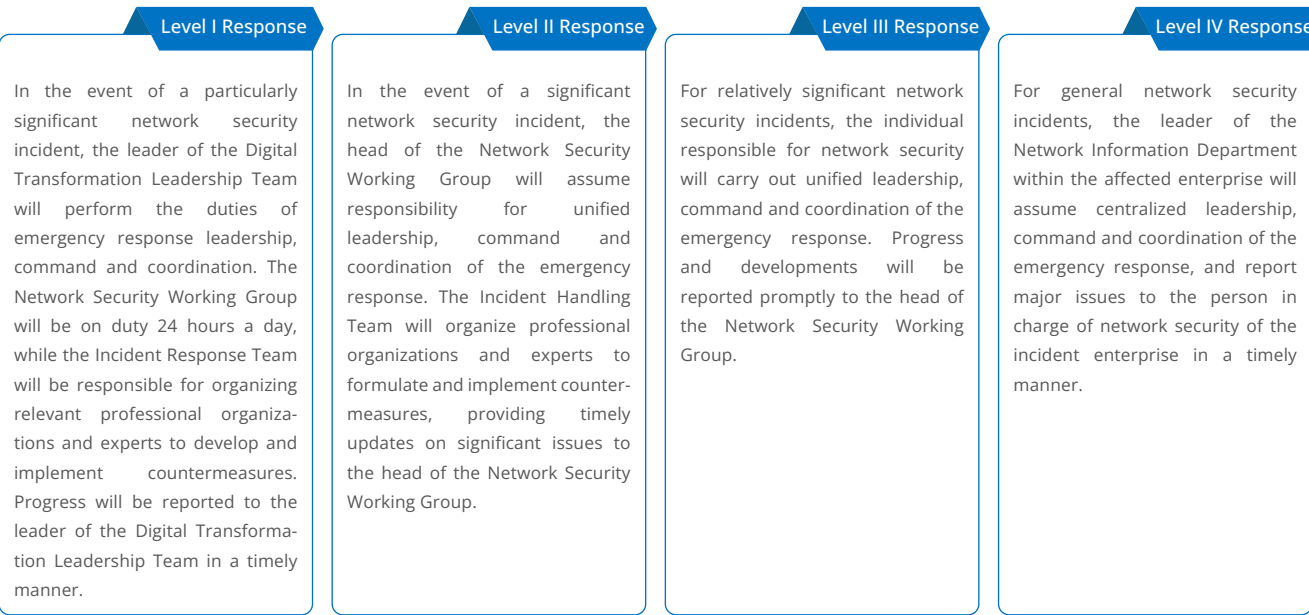 Level I Response
In the event of a particularly
significant network security
incident, the leader of the Digital
Transformation Leadership Team
will perform the duties of
emergency response leadership,
command and coordination. The
Network Security Working Group
will be on duty 24 hours a day,
while the Incident Response Team
will be responsible for organizing
relevant professional organiza-
tions and experts to develop and
implement countermeasures.
Progress will be reported to the
leader of the Digital Transforma-
tion Leadership Team in a timely
manner.
Level II Response
In the event of a significant
network security incident, the
head of the Network Security
Working Group will assume
responsibility for unified
leadership, command and
coordination of the emergency
response. The Incident Handling
Team will organize professional
organizations and experts to
formulate and implement counter-
measures, providing timely
updates on significant issues to
the head of the Network Security
Working Group.
Level III Response
For relatively significant network
security incidents, the individual
responsible for network security
will carry out unified leadership,
command and coordination of the
emergency response. Progress
and developments will be
reported promptly to the head of
the Network Security Working
Group.
Level IV Response
For general network security
incidents, the leader of the
Network Information Department
within the affected enterprise will
assume centralized leadership,
command and coordination of the
emergency response, and report
major issues to the person in
charge of network security of the
incident enterprise in a timely
manner.